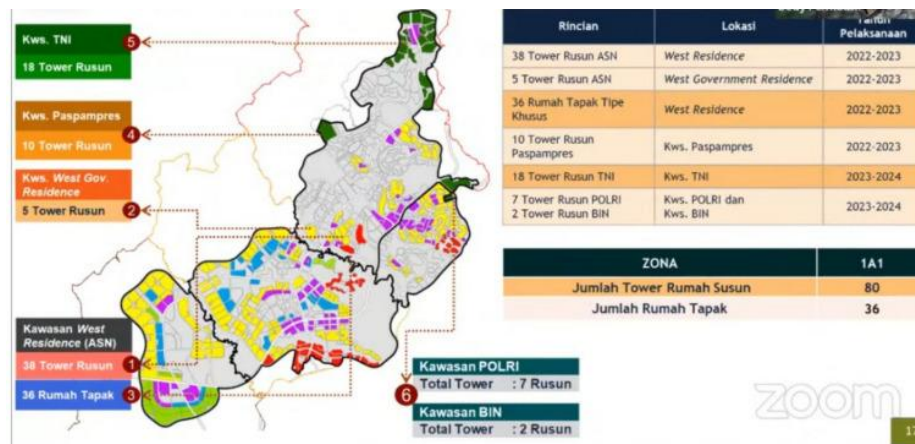 Kws. TNI
18 Tower Rusun
5
Kws. Paspampres
10 Tower Rusun
4
Kws. West Gov.
Residence
5 Tower Rusun
2
Kawasan West
Residence (ASN)
38 Tower Rusun
1
36 Rumah Tapak
3
6
Kawasan POLRI
Total Tower : 7 Rusun
Kawasan BIN
Total Tower : 2 Rusun
Rincian Lokasi Tahun
Pelaksanaan
38 Tower Rusun ASN West Residence 2022-2023
5 Tower Rusun ASN West Government Residence 2022-2023
36 Rumah Tapak Tipe
Khusus West Residence 2022-2023
10 Tower Rusun
Paspampres Kws. Paspampres 2022-2023
18 Tower Rusun TNI Kws. TNI 2023-2024
7 Tower Rusun POLRI Kws. POLRI dan
2 Tower Rusun BIN Kws. BIN 2023-2024
ZONA 1A1
Jumlah Tower Rumah Susun 80
Jumlah Rumah Tapak 36
zoom